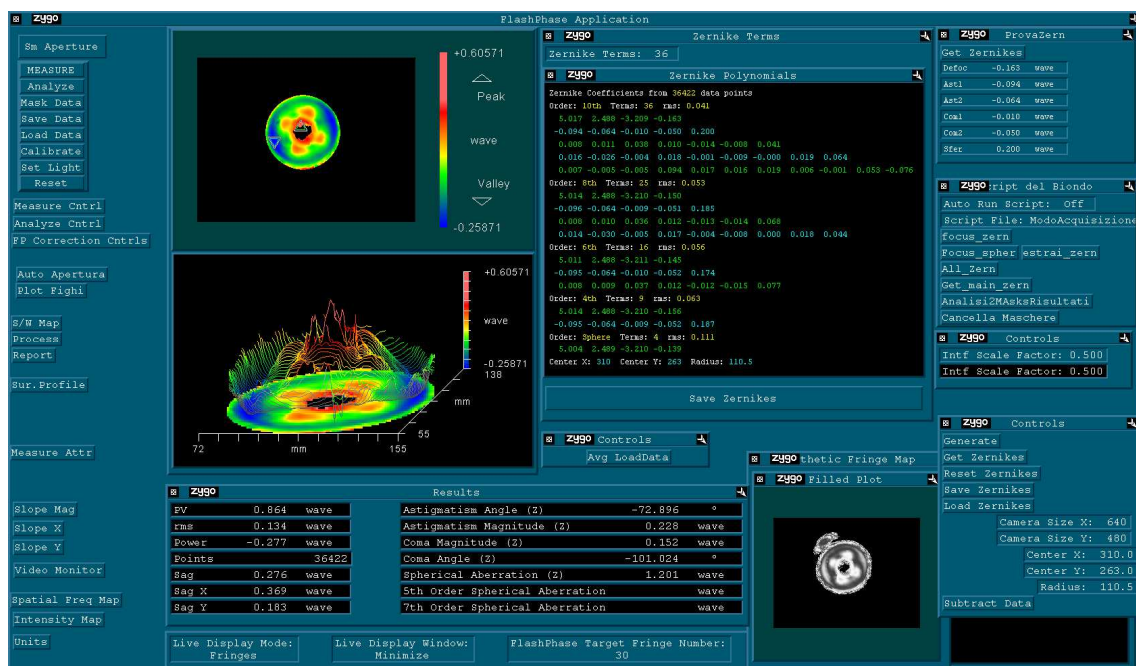 zygo FlashPhase Application
Sm Aperture
MEASURE
Analyze
Mask Data
Save Data
Load Data
Calibrate
Set Light
Reset
Measure Cntrl
Analyze Cntrl
FP Correction Cntrls
Auto Apertura
Plot Fighi
S/W Map
Process
Report
Sur.Profile
Measure Attr
Slope Mag
Slope X
Slope Y
Video Monitor
Spatial Freq Map
Intensity Map
Units
+0.60571
Peak
wave
Valley
-0.25871
+0.60571
wave
-0.25871
138
mm
55
72 mm 155
zygo Zernike Terms
Zernike Terms: 36
zygo Zernike Polynomials
Zernike Coefficients from 36422 data points
Order: 10th Terms: 36 rms: 0.041
5.017 2.488 -3.209 -0.163
-0.094 -0.064 -0.010 -0.050 0.200
0.008 0.011 0.038 0.010 -0.014 -0.008 0.041
0.016 -0.026 -0.004 0.018 -0.001 -0.009 -0.000 0.019 0.064
0.007 -0.005 -0.005 0.094 0.017 0.016 0.019 0.006 -0.001 0.053 -0.076
Order: 8th Terms: 25 rms: 0.053
5.014 2.488 -3.210 -0.150
-0.096 -0.064 -0.009 -0.051 0.185
0.008 0.010 0.036 0.012 -0.013 -0.014 0.068
0.014 -0.030 -0.005 0.017 -0.004 -0.008 0.000 0.018 0.044
Order: 6th Terms: 16 rms: 0.056
5.011 2.488 -3.211 -0.145
-0.095 -0.064 -0.010 -0.052 0.174
0.008 0.009 0.037 0.012 -0.012 -0.015 0.077
Order: 4th Terms: 9 rms: 0.063
5.014 2.488 -3.210 -0.156
-0.095 -0.064 -0.009 -0.052 0.187
Order: Sphere Terms: 4 rms: 0.111
5.004 2.489 -3.210 -0.139
Center X: 310 Center Y: 263 Radius: 110.5
Save Zernikes
zygo Controls
Avg LoadData
zygo ProvaZern
Get Zernikes
Defoc -0.163 wave
Ast1 -0.094 wave
Ast2 -0.064 wave
Com1 -0.010 wave
Com2 -0.050 wave
Sfer 0.200 wave
zygo ript del Biondo
Auto Run Script: Off
Script File: ModoAcquisizione
focus_zern
Focus_spher estrai_zern
All_Zern
Get_main_zern
Analisi2MAsksRisultati
Cancella Maschere
zygo Controls
Intf Scale Factor: 0.500
Intf Scale Factor: 0.500
zygo Controls
Generate
Get Zernikes
Reset Zernikes
Save Zernikes
Load Zernikes
Camera Size X: 640
Camera Size Y: 480
Center X: 310.0
Center Y: 263.0
Radius: 110.5
Subtract Data
zygo thetic Fringe Map
zygo Filled Plot
zygo Results
PV 0.864 wave
rms 0.134 wave
Power -0.277 wave
Points 36422
Sag 0.276 wave
Sag X 0.369 wave
Sag Y 0.183 wave
Astigmatism Angle (Z) -72.896 °
Astigmatism Magnitude (Z) 0.228 wave
Coma Magnitude (Z) 0.152 wave
Coma Angle (Z) -101.024 °
Spherical Aberration (Z) 1.201 wave
5th Order Spherical Aberration wave
7th Order Spherical Aberration wave
Live Display Mode:
Fringes
Live Display Window:
Minimize
FlashPhase Target Fringe Number:
30